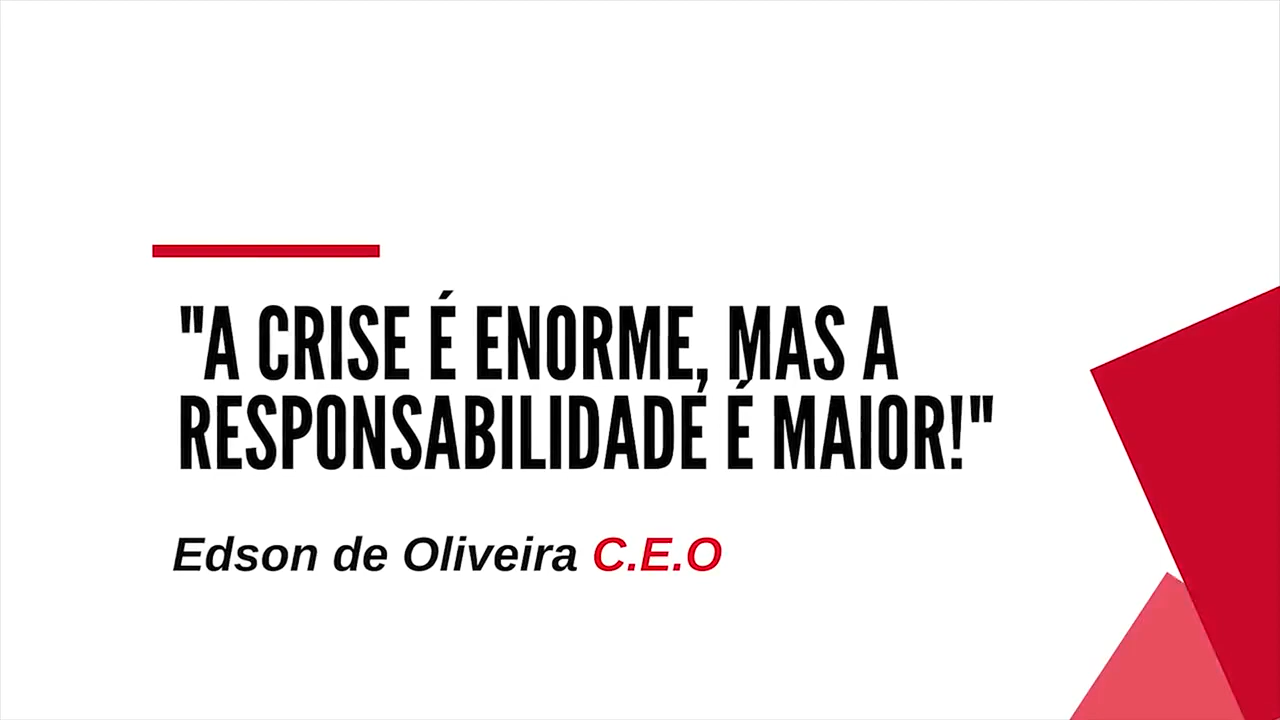 "A CRISE É ENORME, MAS A
RESPONSABILIDADE É MAIOR!"
Edson de Oliveira C.E.O